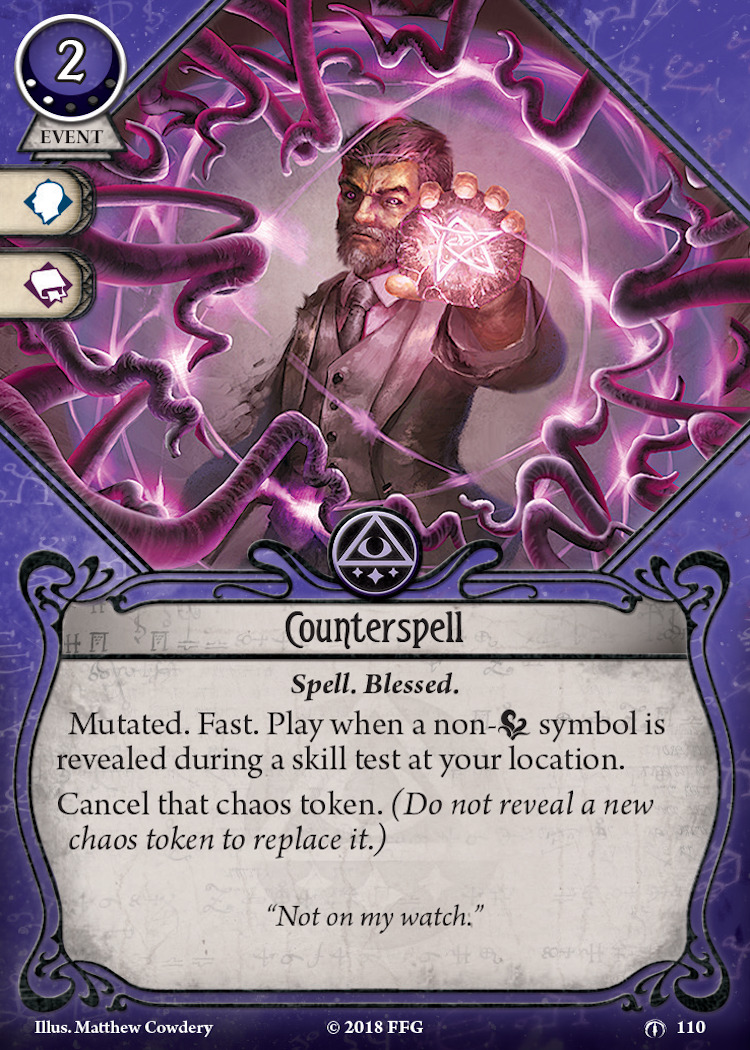 2
EVENT
Counterspell
Spell. Blessed.
Mutated. Fast. Play when a non- symbol is
revealed during a skill test at your location.
Cancel that chaos token. (Do not reveal a new
chaos token to replace it.)
“Not on my watch.”
Illus. Matthew Cowdery © 2018 FFG 110